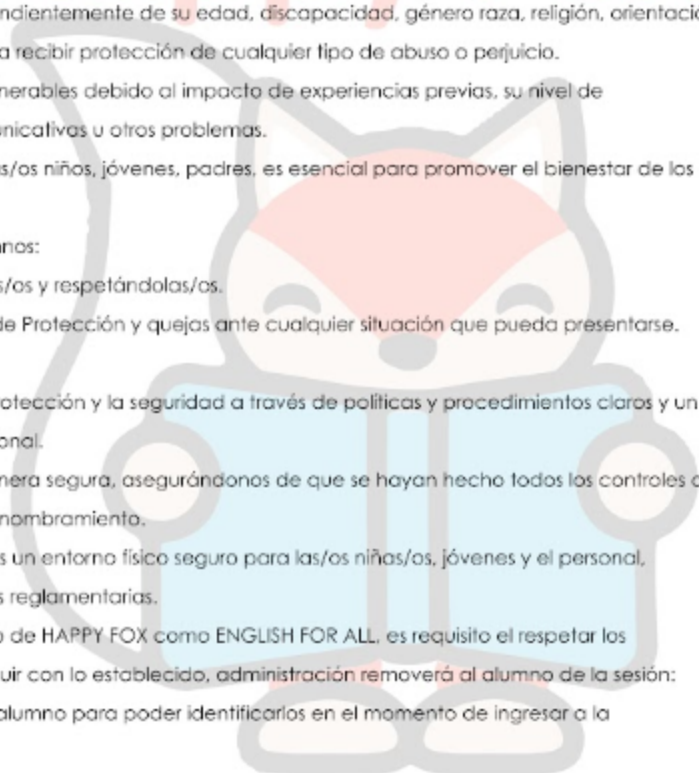 ndientemente de su edad, discapacidad, género raza, religión, orientació
a recibir protección de cualquier tipo de abuso o perjuicio.
nerables debido al impacto de experiencias previas, su nivel de
unicativas u otros problemas.
s/os niños, jóvenes, padres, es esencial para promover el bienestar de los
nos:
s/os y respetándolas/os.
de Protección y quejas ante cualquier situación que pueda presentarse.
otección y la seguridad a través de políticas y procedimientos claros y un
onal.
nera segura, asegurándonos de que se hayan hecho todos los controles
nombramiento.
s un entorno físico seguro para las/os niñas/os, jóvenes y el personal,
s reglamentarias.
o de HAPPY FOX como ENGLISH FOR ALL, es requisito el respetar los
uir con lo establecido, administración removerá al alumno de la sesión:
alumno para poder identificarlos en el momento de ingresar a la